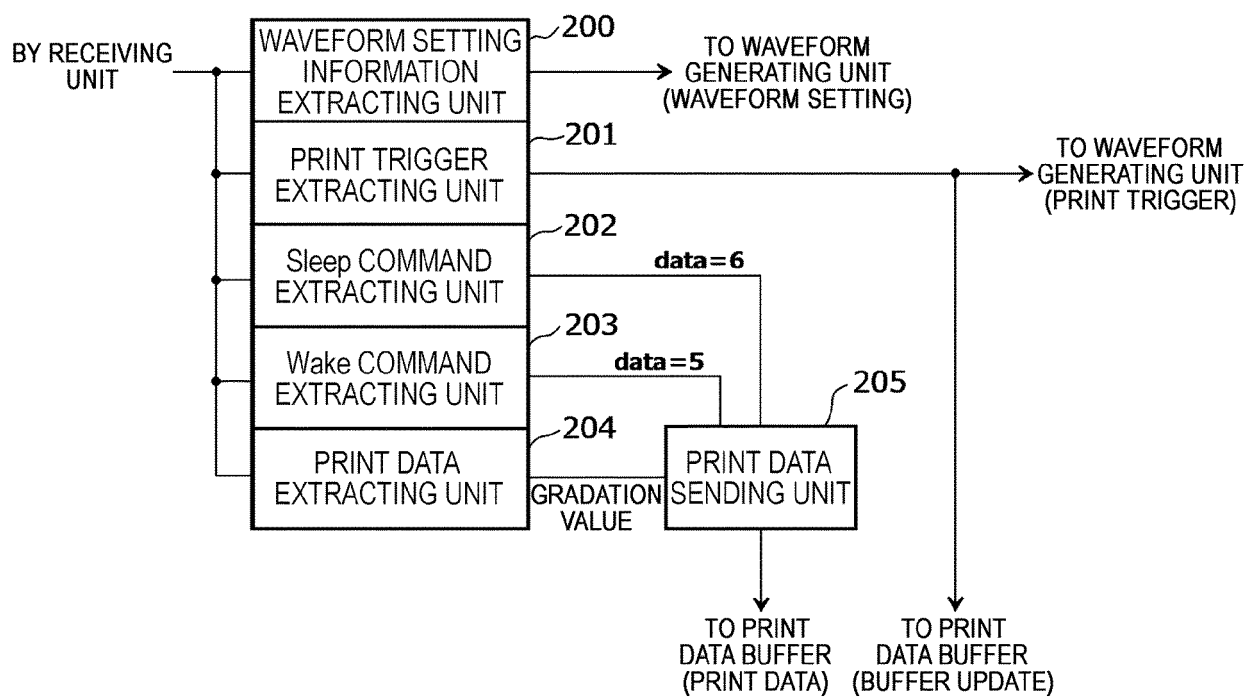 BY RECEIVING
UNIT
WAVEFORM SETTING
INFORMATION
EXTRACTING UNIT
200
TO WAVEFORM
GENERATING UNIT
(WAVEFORM SETTING)
PRINT TRIGGER
EXTRACTING UNIT
201
TO WAVEFORM
GENERATING UNIT
(PRINT TRIGGER)
Sleep COMMAND
EXTRACTING UNIT
202
data=6
Wake COMMAND
EXTRACTING UNIT
203
data=5
PRINT DATA
EXTRACTING UNIT
204
GRADATION
VALUE
PRINT DATA
SENDING UNIT
205
TO PRINT
DATA BUFFER
(PRINT DATA)
TO PRINT
DATA BUFFER
(BUFFER UPDATE)